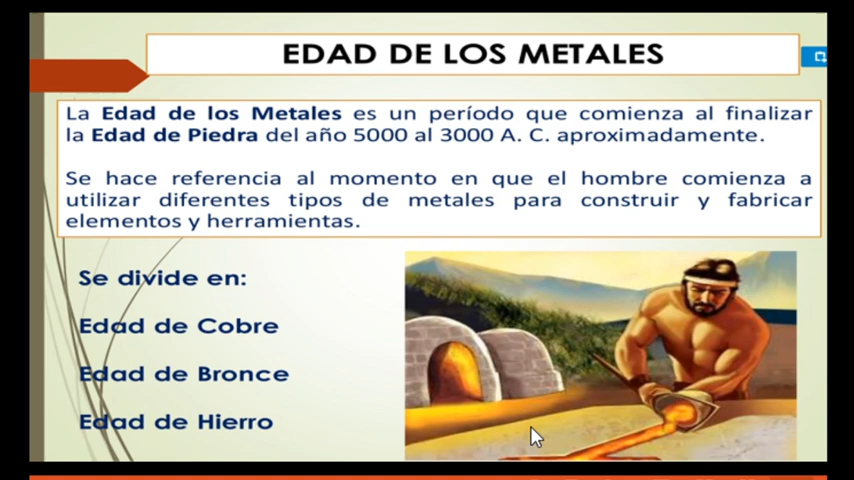 EDAD DE LOS METALES
La Edad de los Metales es un período que comienza al finalizar
la Edad de Piedra del año 5000 al 3000 A. C. aproximadamente.
Se hace referencia al momento en que el hombre comienza a
utilizar diferentes tipos de metales para construir y fabricar
elementos y herramientas.
Se divide en:
Edad de Cobre
Edad de Bronce
Edad de Hierro